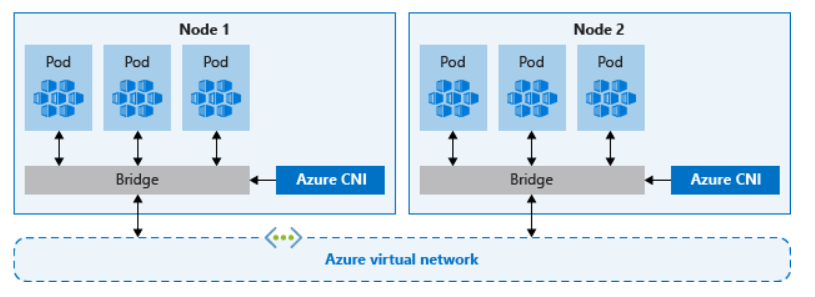 Node 1
Pod Pod Pod
Bridge
Azure CNI
Node 2
Pod Pod Pod
Bridge
Azure CNI
Azure virtual network